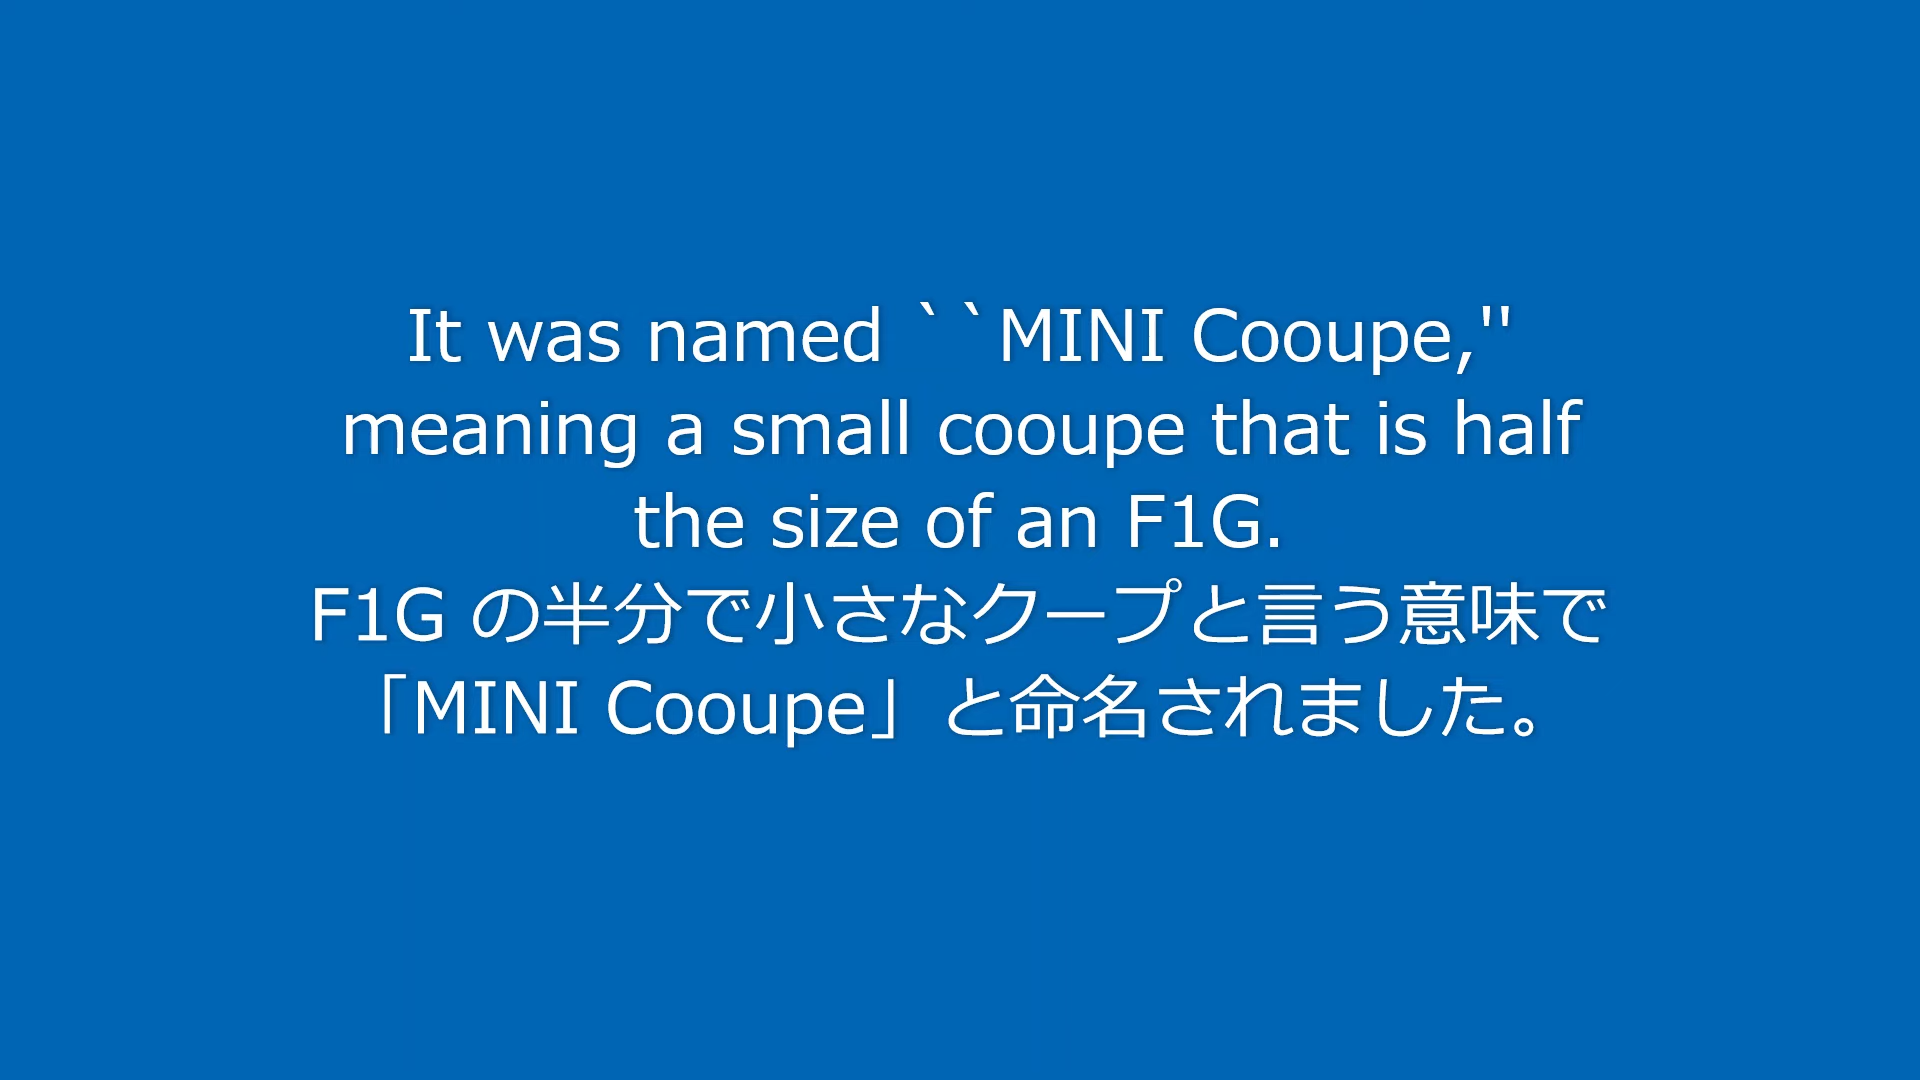 It was named ``MINI Cooupe,''
meaning a small cooupe that is half
the size of an F1G.
F1G の半分で小さなクープと言う意味で
「MINI Cooupe」と命名されました。